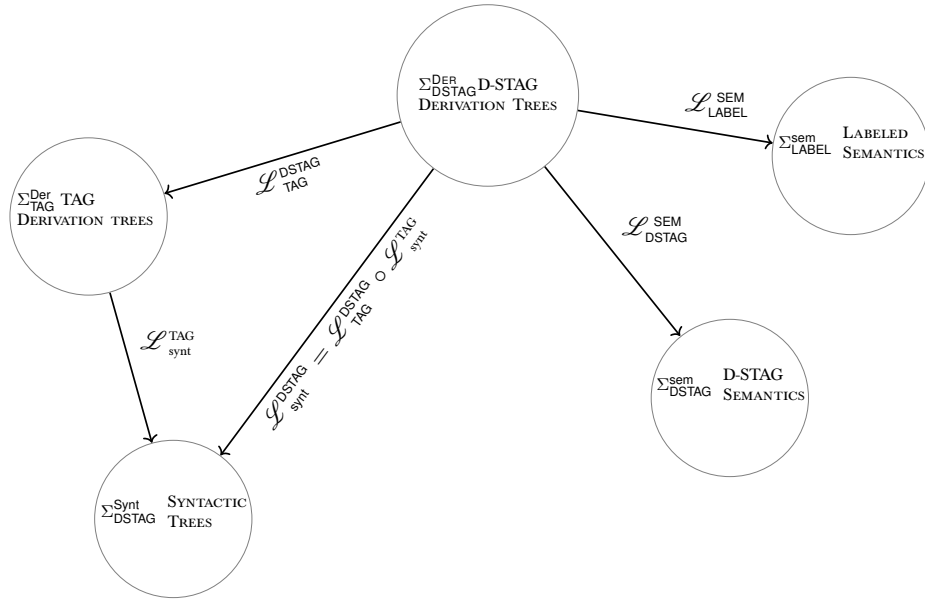 Σ^Der_DSTAG D-STAG
Derivation Trees
ℒ^SEM_LABEL
Σ^sem_LABEL Labeled
Semantics
ℒ^DSTAG_TAG
Σ^Der_TAG TAG
Derivation trees
ℒ^SEM_DSTAG
ℒ^DSTAG_synt = ℒ^DSTAG_TAG ∘ ℒ^TAG_synt
ℒ^TAG_synt
Σ^sem_DSTAG D-STAG
Semantics
Σ^Synt_DSTAG Syntactic
Trees